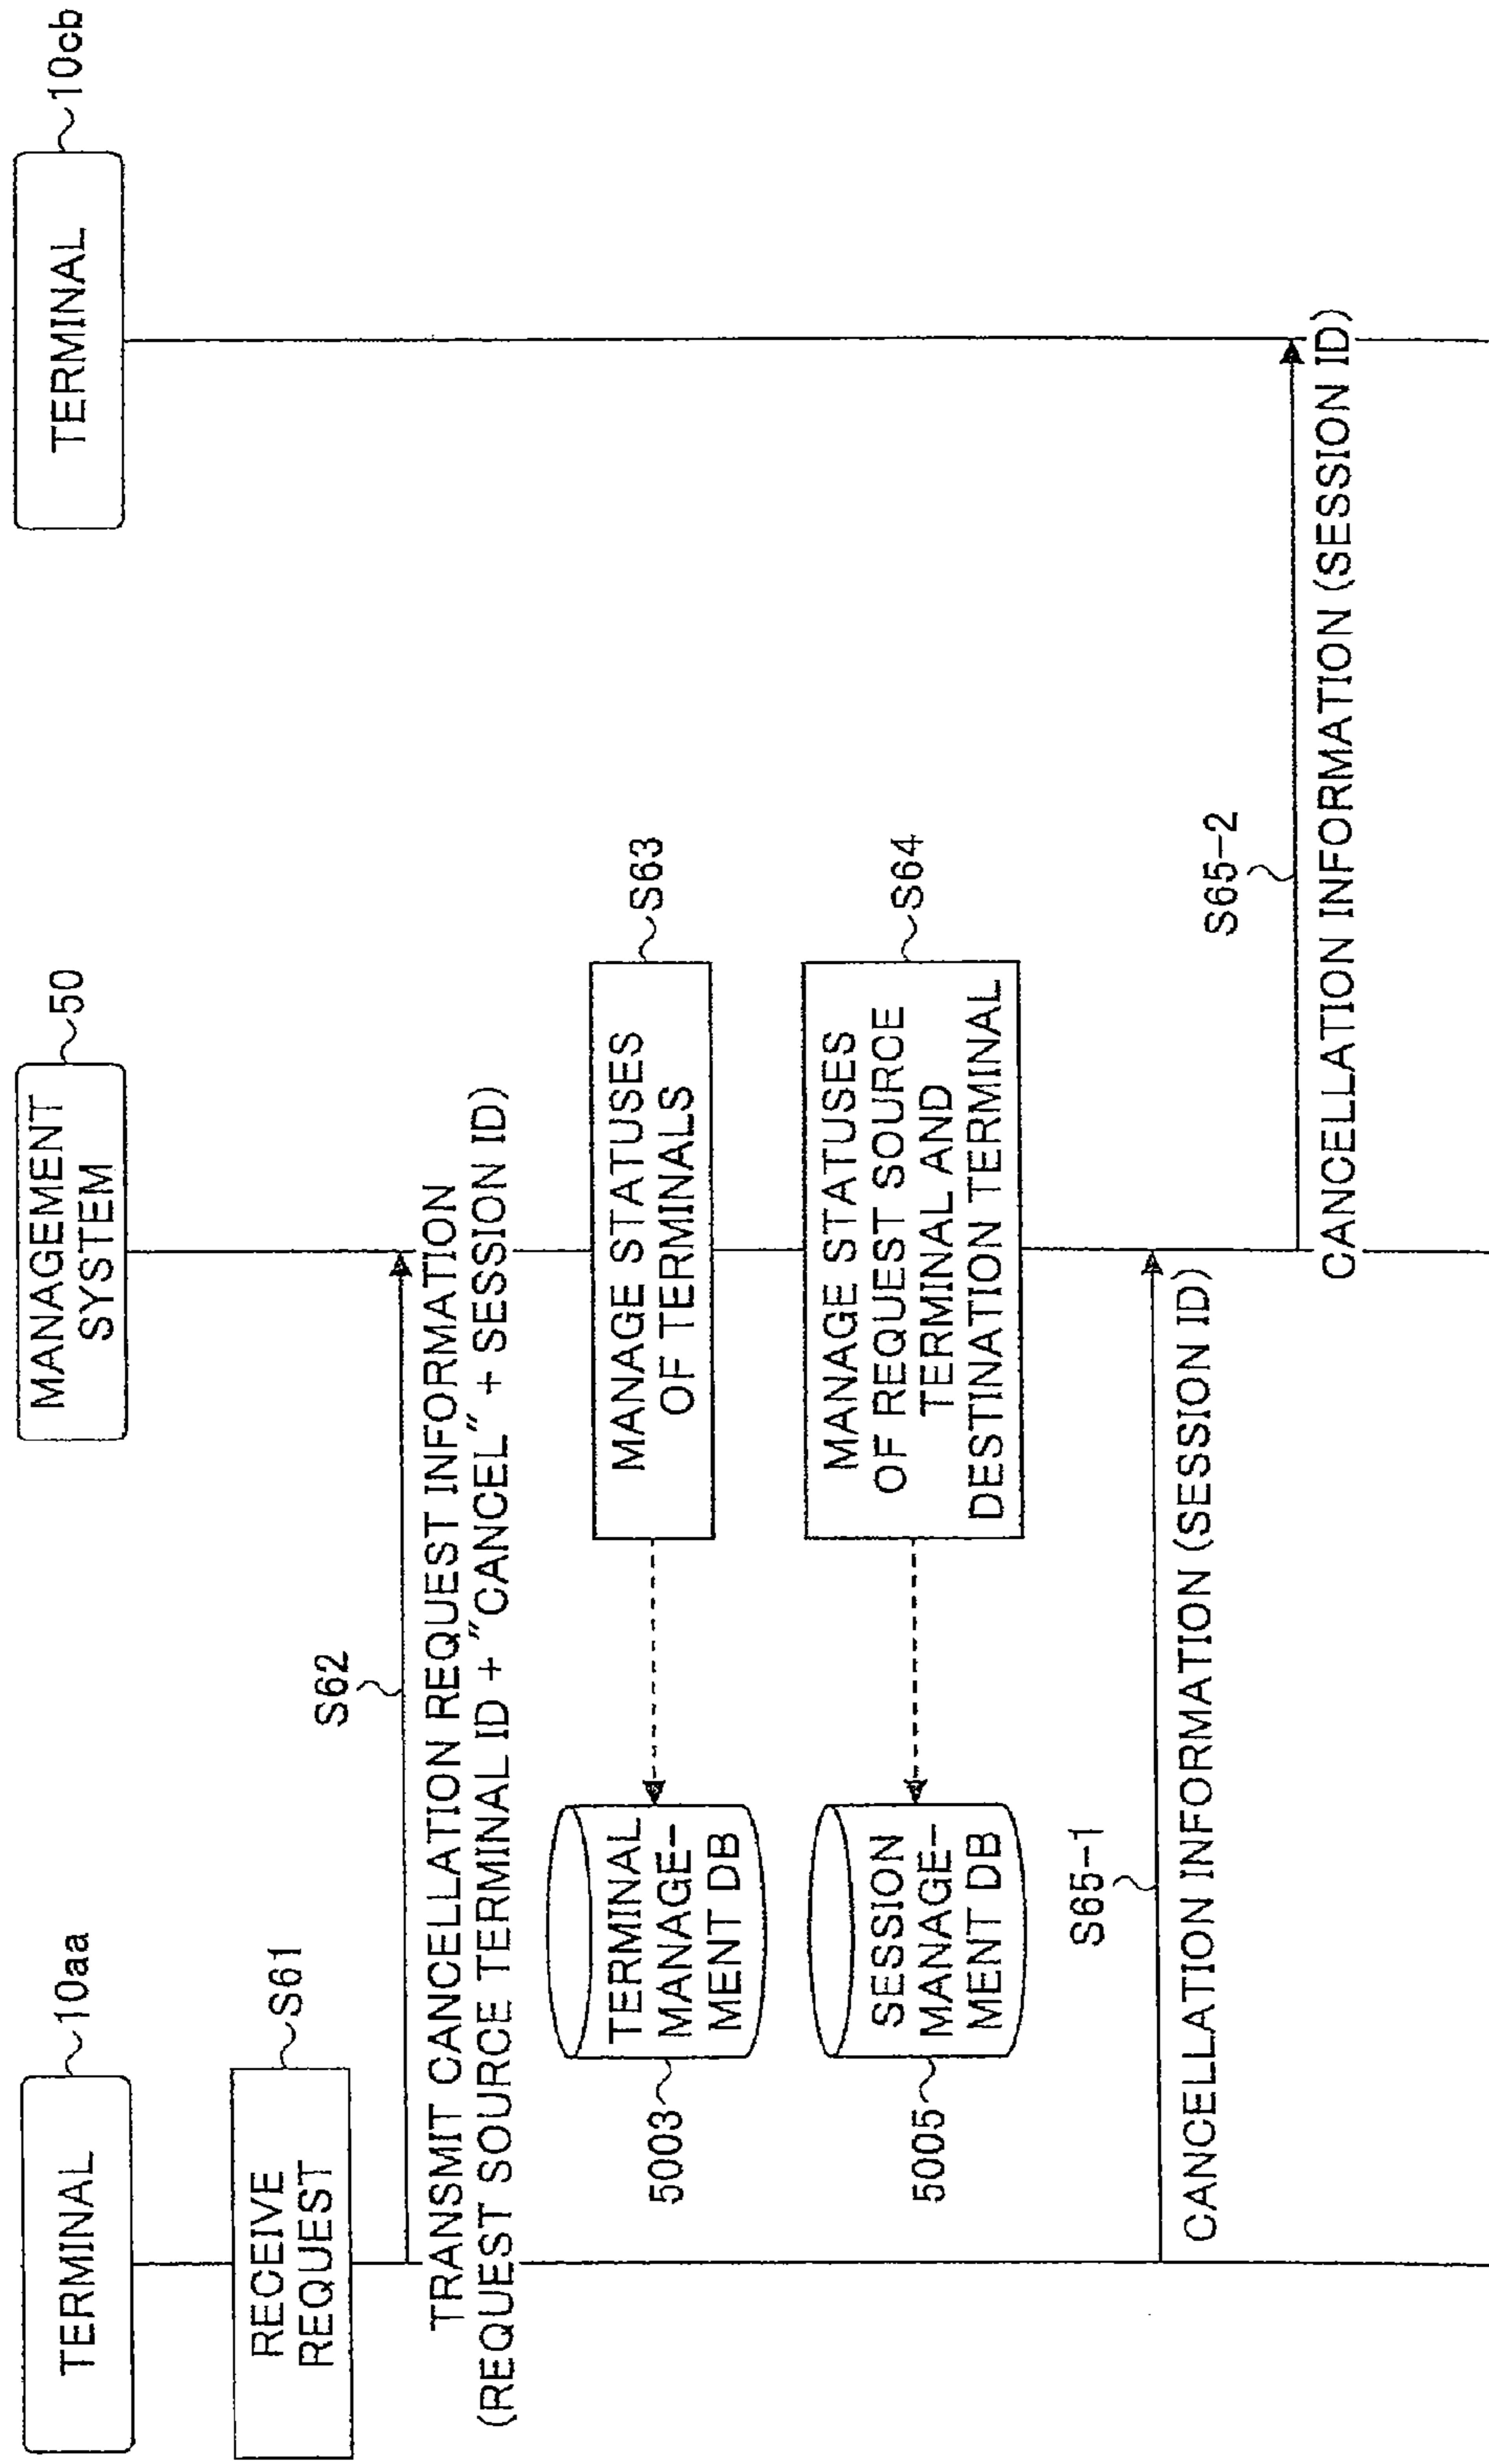 TERMINAL
10aa
MANAGEMENT
SYSTEM
50
TERMINAL
10cb
RECEIVE
REQUEST
S61
S62
TRANSMIT CANCELLATION REQUEST INFORMATION
(REQUEST SOURCE TERMINAL ID + "CANCEL" + SESSION ID)
MANAGE STATUSES
OF TERMINALS
S63
TERMINAL
MANAGE-
MENT DB
5003
MANAGE STATUSES
OF REQUEST SOURCE
TERMINAL AND
DESTINATION TERMINAL
S64
SESSION
MANAGE-
MENT DB
5005
S65-1
CANCELLATION INFORMATION (SESSION ID)
S65-2
CANCELLATION INFORMATION (SESSION ID)